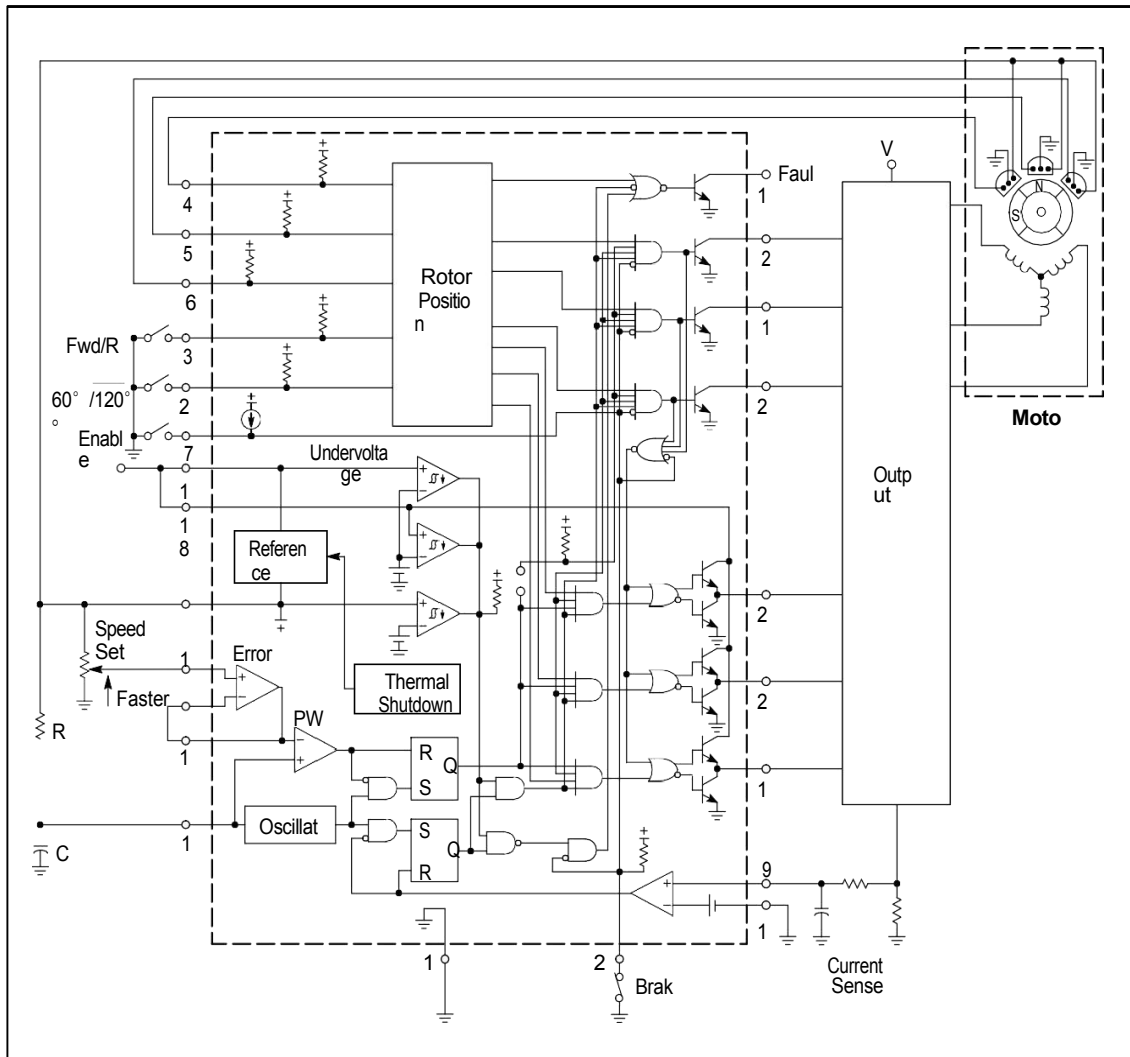 V
N
S
Faul
1
4
5
6
Rotor
Positio
n
2
1
Fwd/R
3
60° /120°
°
2
2
Enabl
e
7
Undervolta
ge
Moto
1
1
8
Outp
ut
Referen
ce
Speed
Set
1
Error
Thermal
Shutdown
Faster
R
1
PW
R
Q
S
2
2
1
Oscillat
C
1
S
Q
R
9
1
1
2
Brak
Current
Sense